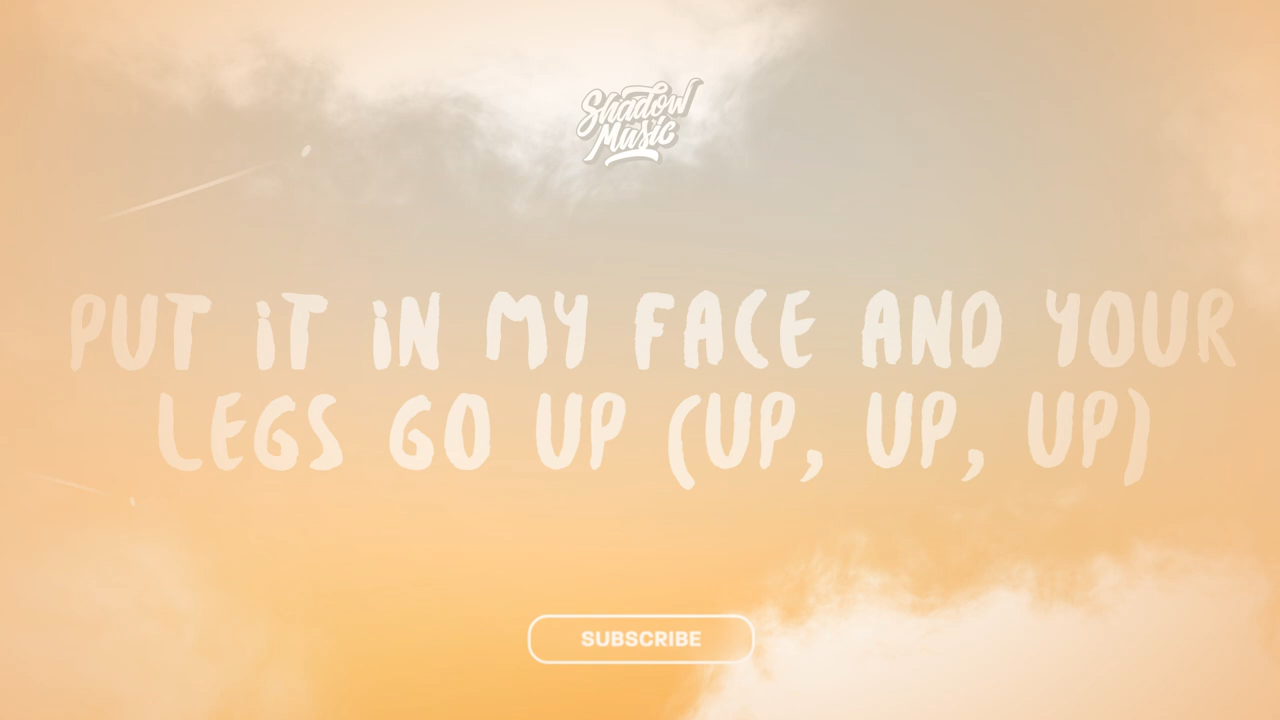 Shadow
Music
PUT iT iN MY FACE AND YOUR
LEGS GO UP (UP, UP, UP)
SUBSCRIBE